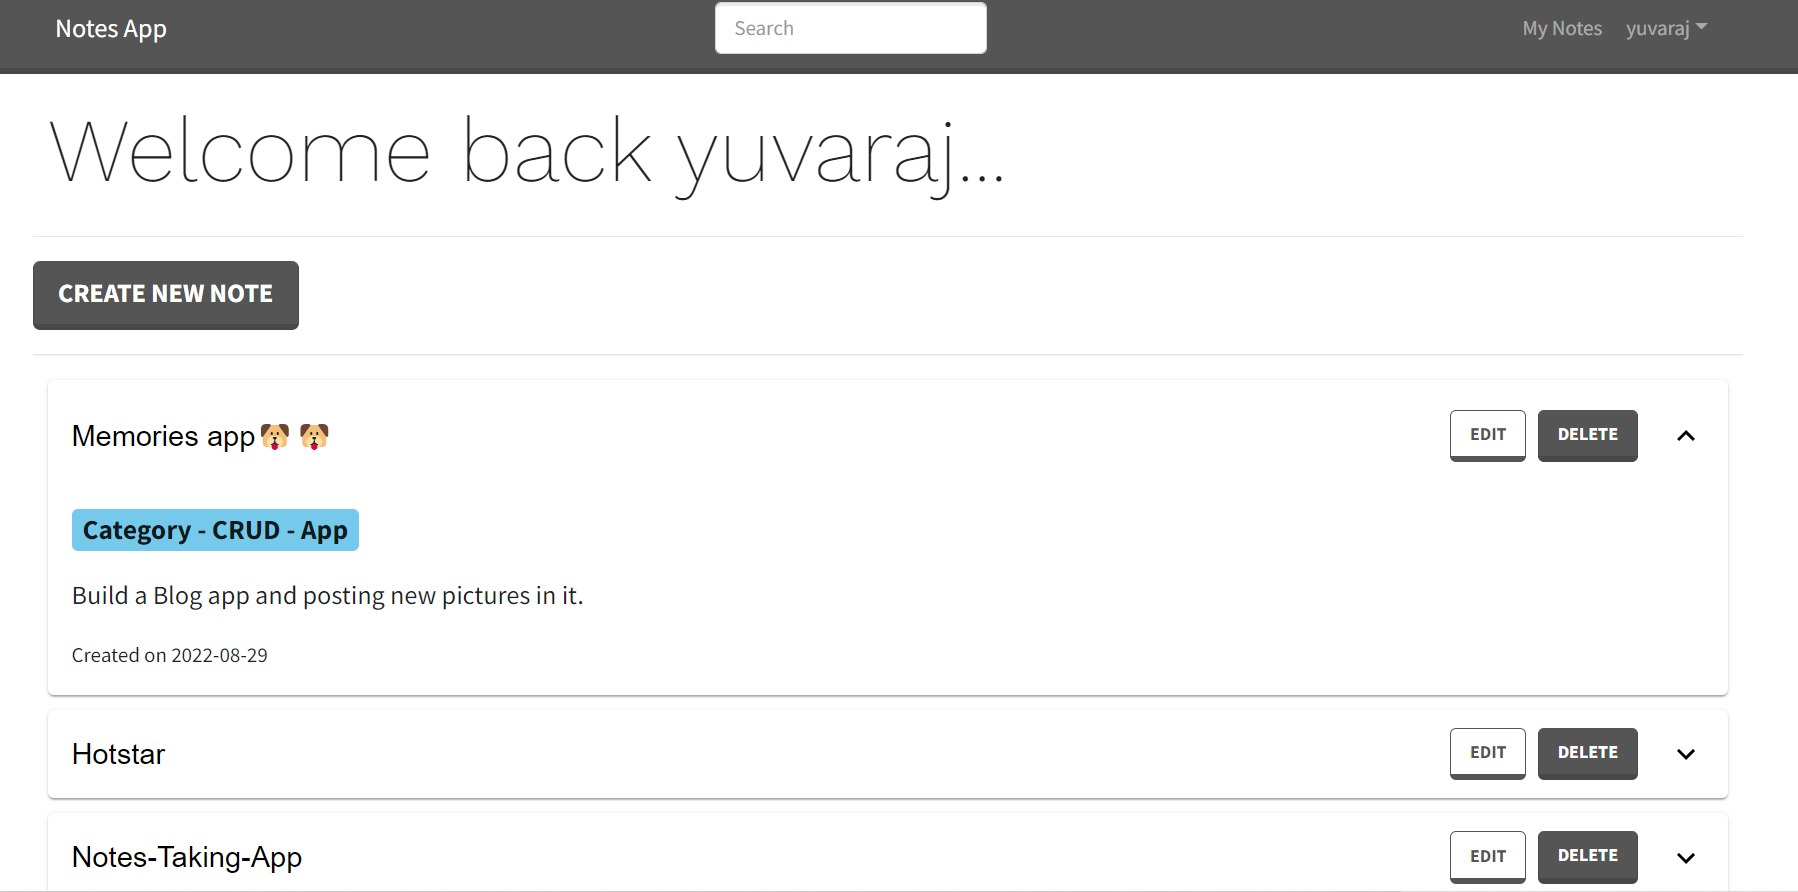 Notes App
Search
My Notes
yuvaraj
Welcome back yuvaraj...
CREATE NEW NOTE
Memories app🐶 🐶
EDIT
DELETE
Category - CRUD - App
Build a Blog app and posting new pictures in it.
Created on 2022-08-29
Hotstar
EDIT
DELETE
Notes-Taking-App
EDIT
DELETE